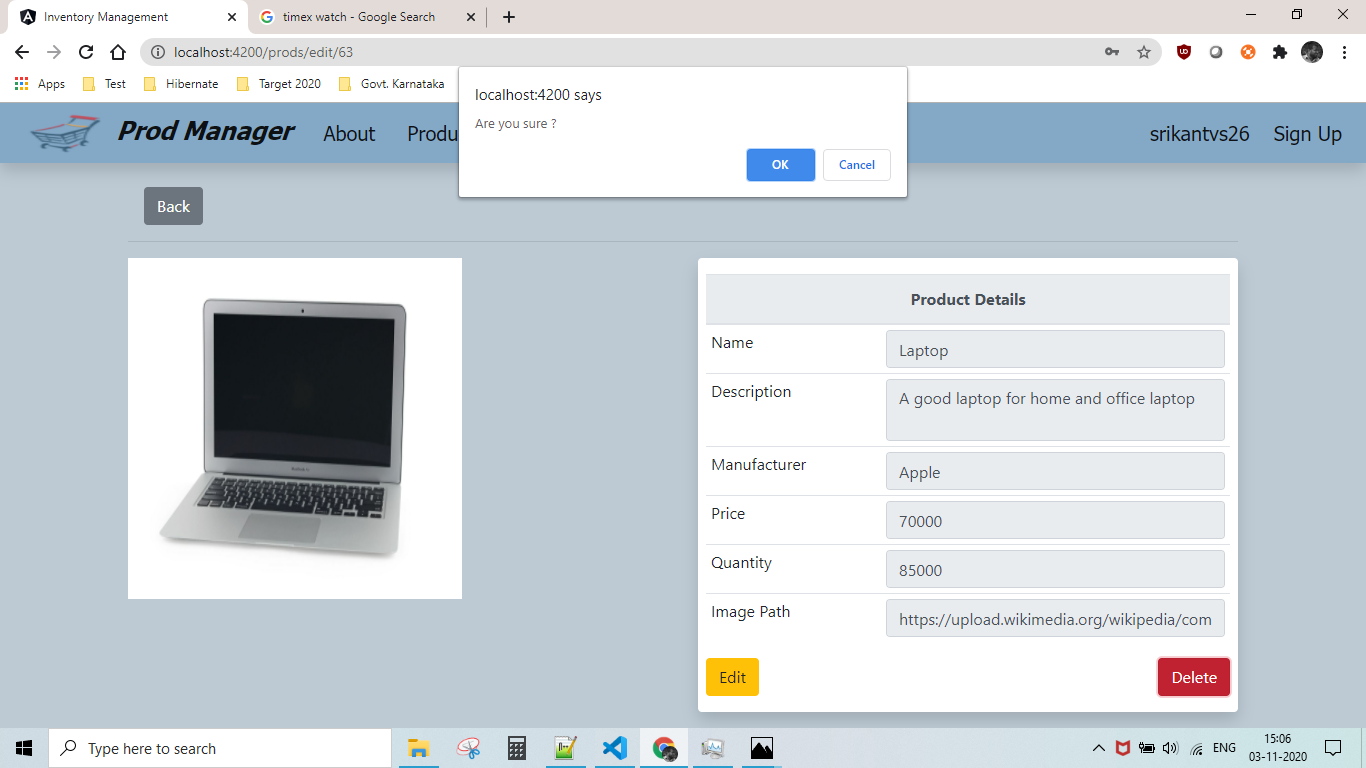 Inventory Management
timex watch - Google Search
localhost:4200/prods/edit/63
Apps
Test
Hibernate
Target 2020
Govt. Karnataka
localhost:4200 says
Are you sure ?
OK
Cancel
Prod Manager
About
Produ
srikantvs26
Sign Up
Back
Product Details
Name
Laptop
Description
A good laptop for home and office laptop
Manufacturer
Apple
Price
70000
Quantity
85000
Image Path
https://upload.wikimedia.org/wikipedia/com
Edit
Delete
Type here to search
ENG
15:06
03-11-2020